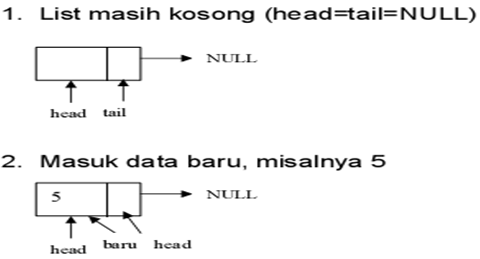 1. List masih kosong (head=tail=NULL)
NULL
head tail
2. Masuk data baru, misalnya 5
5 NULL
head baru head